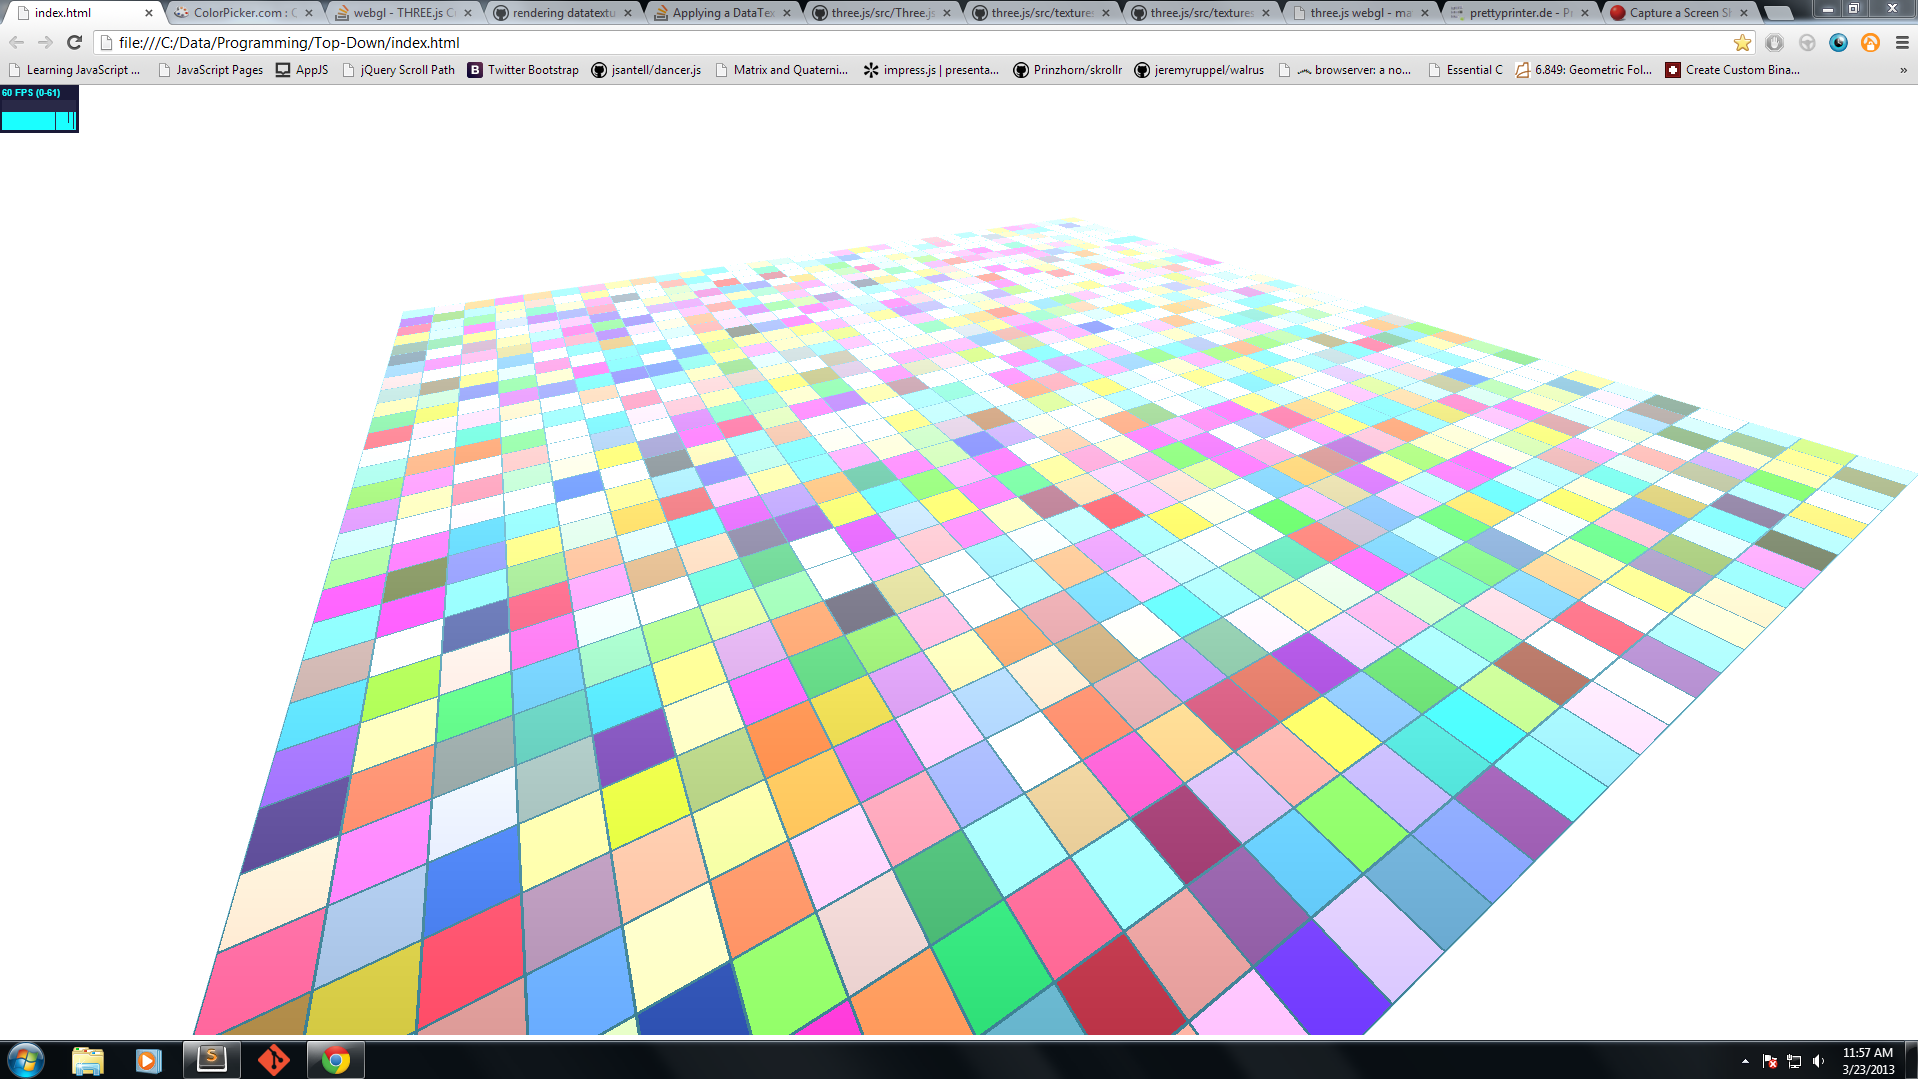 index.html
ColorPicker.com : C
webgl - THREE.js C
rendering datatextu
Applying a DataTex
three.js/src/Three.js
three.js/src/textures
three.js/src/textures
three.js webgl - ma
prettyprinter.de - P
Capture a Screen Sh
file:///C:/Data/Programming/Top-Down/index.html
Learning JavaScript ...
JavaScript Pages
AppJS
jQuery Scroll Path
Twitter Bootstrap
jsantell/dancer.js
Matrix and Quaterni...
impress.js | presenta...
Prinzhorn/skrollr
jeremyruppel/walrus
browserver: a no...
Essential C
6.849: Geometric Fol...
Create Custom Bina...
»
60 FPS (0-61)
11:57 AM
3/23/2013